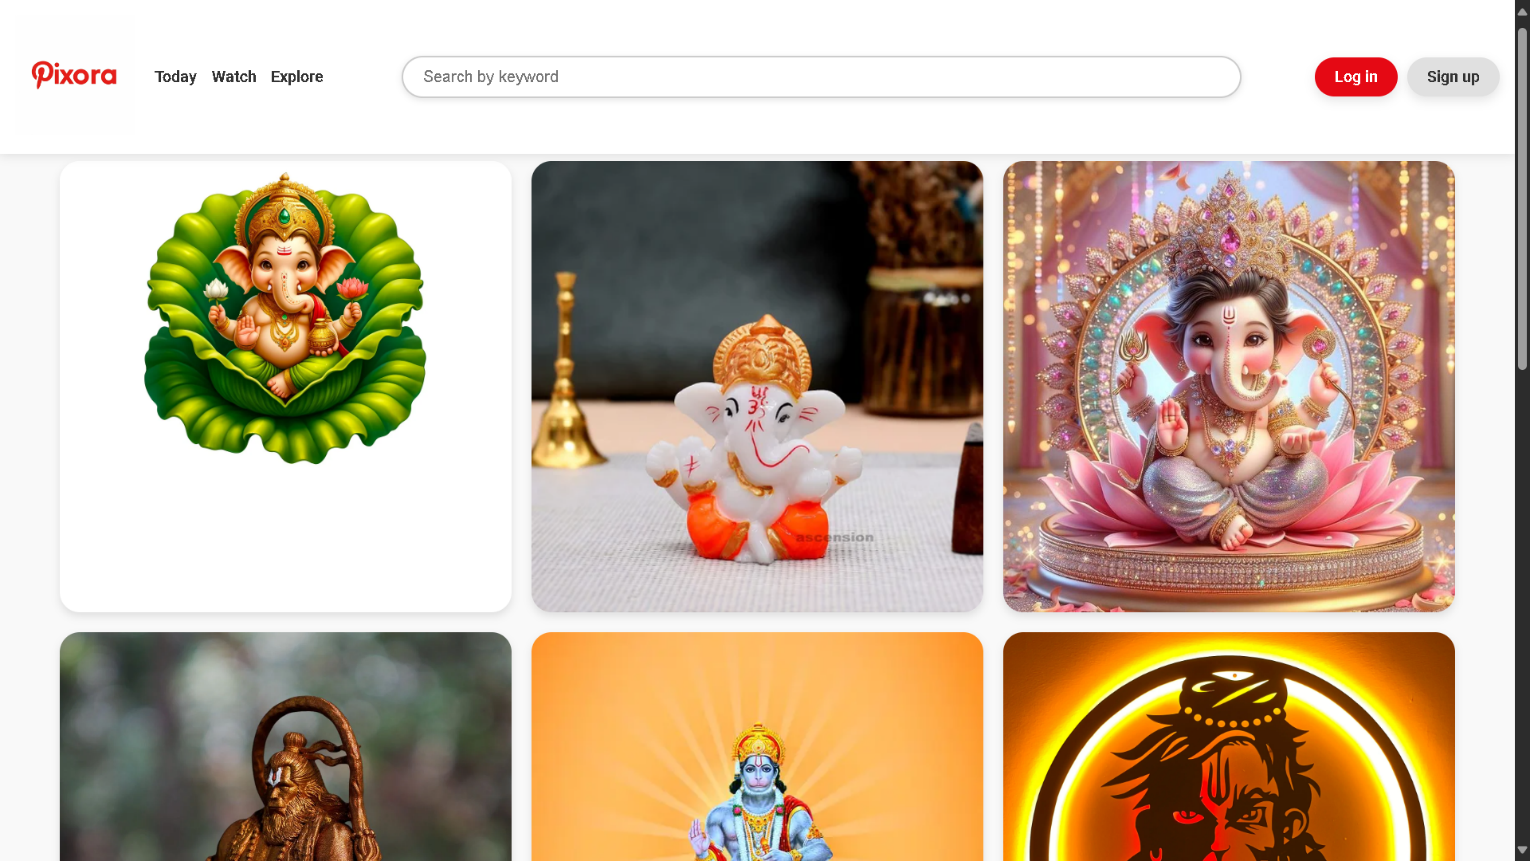 Pixora
Today Watch Explore
Search by keyword
Log in
Sign up
ascension